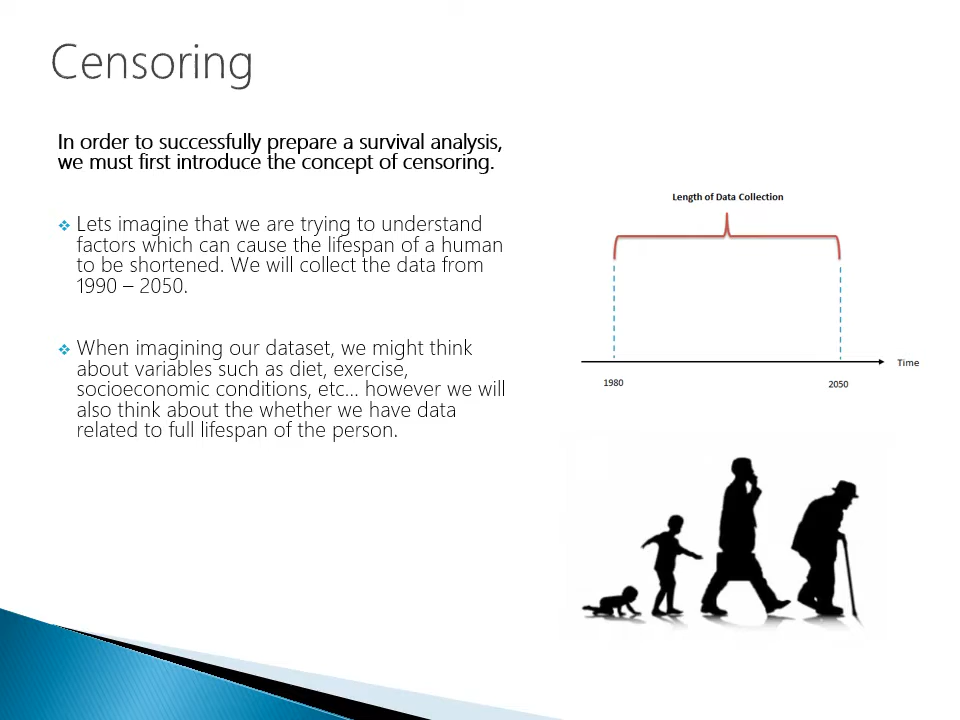 Censoring
In order to successfully prepare a survival analysis,
we must first introduce the concept of censoring.
Lets imagine that we are trying to understand
factors which can cause the lifespan of a human
to be shortened. We will collect the data from
1990 – 2050.
When imagining our dataset, we might think
about variables such as diet, exercise,
socioeconomic conditions, etc... however we will
also think about the whether we have data
related to full lifespan of the person.
Length of Data Collection
Time
1980
2050